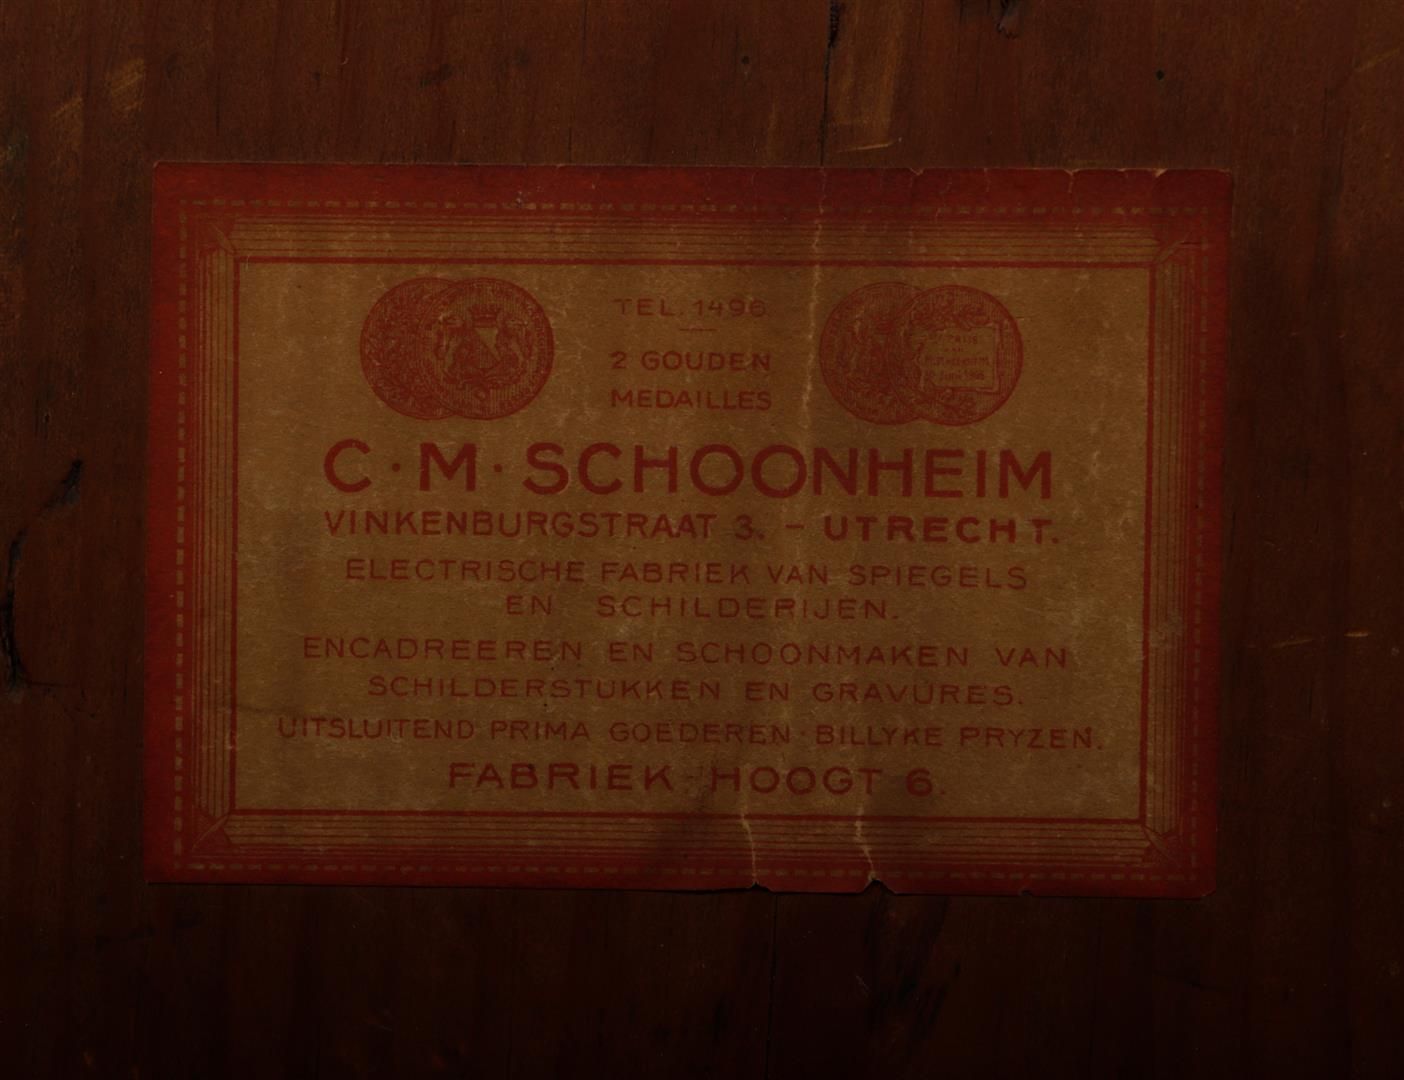 TEL. 1496
2 GOUDEN
MEDAILLES
C · M · SCHOONHEIM
VINKENBURGSTRAAT 3. – UTRECHT.
ELECTRISCHE FABRIEK VAN SPIEGELS
EN SCHILDERIJEN.
ENCADREEREN EN SCHOONMAKEN VAN
SCHILDERSTUKKEN EN GRAVURES.
UITSLUITEND PRIMA GOEDEREN · BILLYKE PRYZEN.
FABRIEK · HOOGT 6.